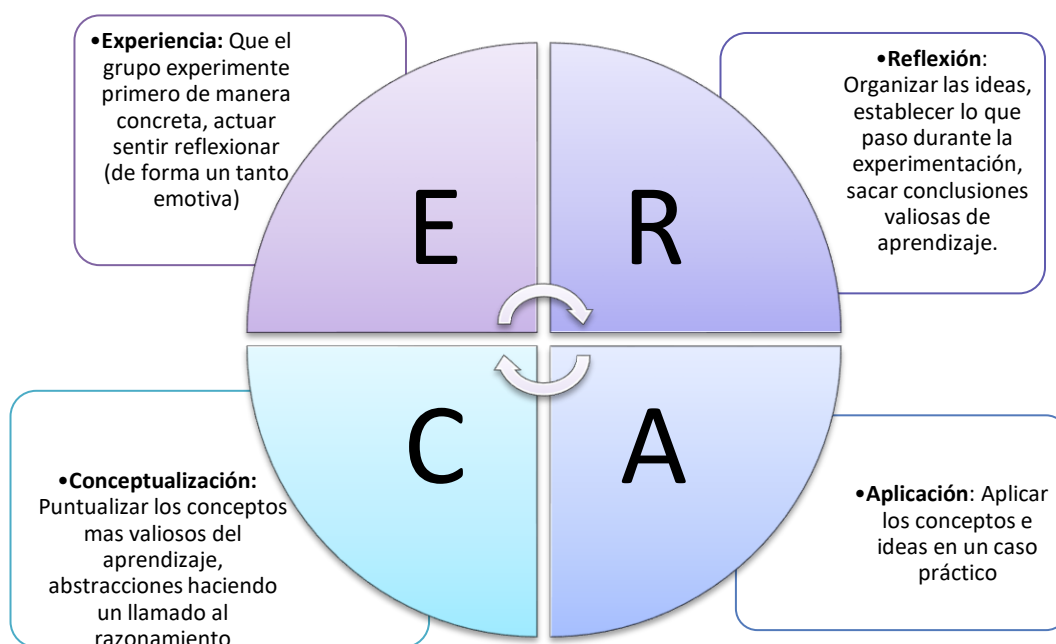 •Experiencia: Que el
grupo experimente
primero de manera
concreta, actuar
sentir reflexionar
(de forma un tanto
emotiva)
•Reflexión:
Organizar las ideas,
establecer lo que
paso durante la
experimentación,
sacar conclusiones
valiosas de
aprendizaje.
E
R
C
A
•Conceptualización:
Puntualizar los conceptos
mas valiosos del
aprendizaje,
abstracciones haciendo
un llamado al
razonamiento
•Aplicación: Aplicar
los conceptos e
ideas en un caso
práctico